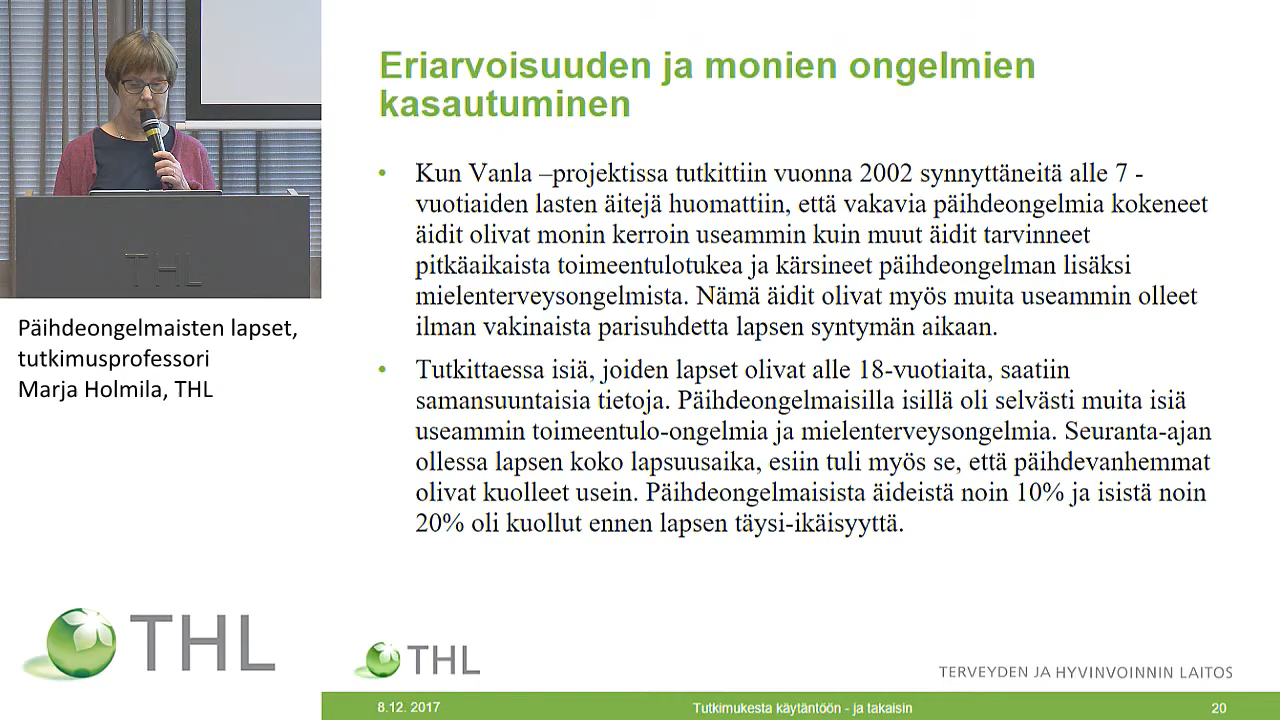 Eriarvoisuuden ja monien ongelmien
kasautuminen
• Kun Vanla –projektissa tutkittiin vuonna 2002 synnyttäneitä alle 7 -
vuotiaiden lasten äitejä huomattiin, että vakavia päihdeongelmia kokeneet
äidit olivat monin kerroin useammin kuin muut äidit tarvinneet
pitkäaikaista toimeentulotukea ja kärsineet päihdeongelman lisäksi
mielenterveysongelmista. Nämä äidit olivat myös muita useammin olleet
ilman vakinaista parisuhdetta lapsen syntymän aikaan.
• Tutkittaessa isiä, joiden lapset olivat alle 18-vuotiaita, saatiin
samansuuntaisia tietoja. Päihdeongelmaisilla isillä oli selvästi muita isiä
useammin toimeentulo-ongelmia ja mielenterveysongelmia. Seuranta-ajan
ollessa lapsen koko lapsuusaika, esiin tuli myös se, että päihdevanhemmat
olivat kuolleet usein. Päihdeongelmaisista äideistä noin 10% ja isistä noin
20% oli kuollut ennen lapsen täysi-ikäisyyttä.
THL
Päihdeongelmaisten lapset,
tutkimusprofessori
Marja Holmila, THL
THL
THL
TERVEYDEN JA HYVINVOINNIN LAITOS
8.12. 2017
Tutkimukesta käytäntöön - ja takaisin
20